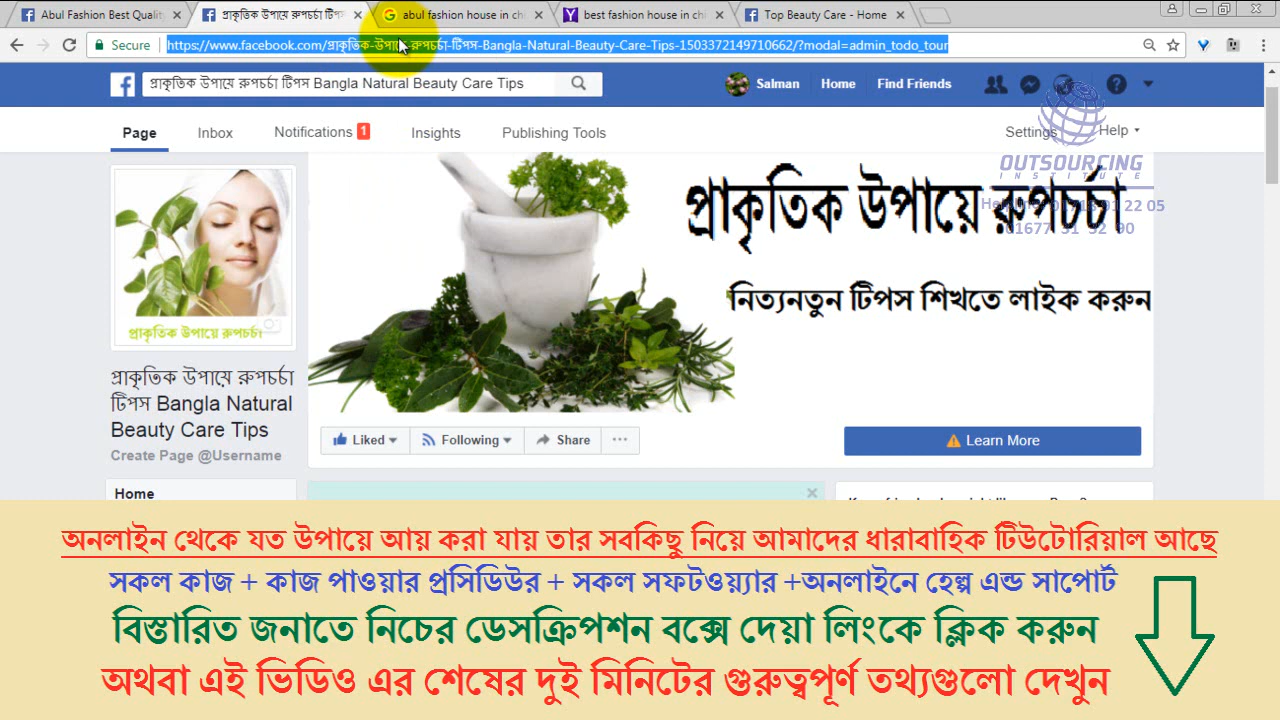 Abul Fashion Best Quality
প্রাকৃতিক উপায়ে রুপচর্চা টিপস
abul fashion house in chi
best fashion house in chi
Top Beauty Care - Home
Secure
https://www.facebook.com/প্রাকৃতিক-উপায়ে-রুপচর্চা-টিপস-Bangla-Natural-Beauty-Care-Tips-1503372149710662/?modal=admin_todo_tour
প্রাকৃতিক উপায়ে রুপচর্চা টিপস Bangla Natural Beauty Care Tips
Salman
Home
Find Friends
Page
Inbox
Notifications 1
Insights
Publishing Tools
Settings
Help
OUTSOURCING
INSTITUTE
প্রাকৃতিক উপায়ে রুপচর্চা
নিত্যনতুন টিপস শিখতে লাইক করুন
প্রাকৃতিক উপায়ে রুপচর্চা
প্রাকৃতিক উপায়ে রুপচর্চা
টিপস Bangla Natural
Beauty Care Tips
Create Page @Username
Liked
Following
Share
Learn More
Home
অনলাইন থেকে যত উপায়ে আয় করা যায় তার সবকিছু নিয়ে আমাদের ধারাবাহিক টিউটোরিয়াল আছে
সকল কাজ + কাজ পাওয়ার প্রসিডিউর + সকল সফটওয়্যার +অনলাইনে হেল্প এন্ড সাপোর্ট
বিস্তারিত জনাতে নিচের ডেসক্রিপশন বক্সে দেয়া লিংকে ক্লিক করুন
অথবা এই ভিডিও এর শেষের দুই মিনিটের গুরুত্বপূর্ণ তথ্যগুলো দেখুন